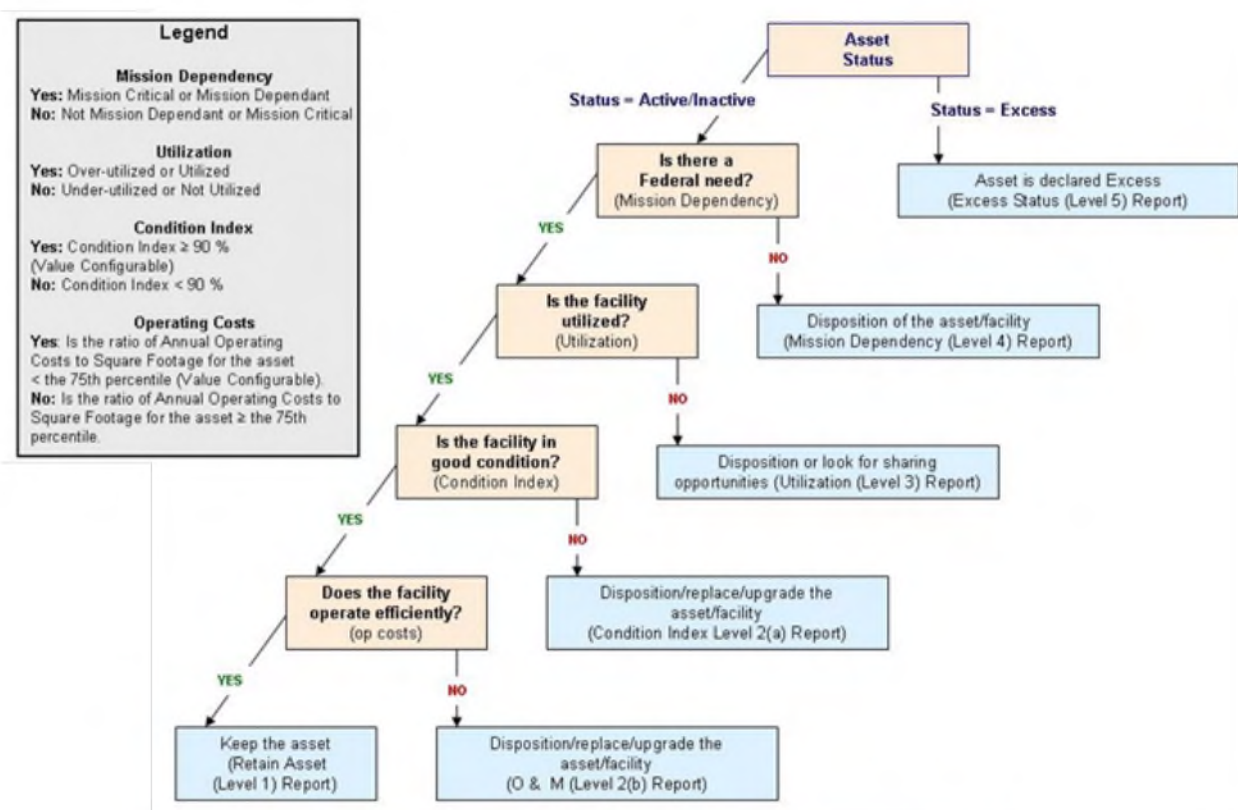 Legend
Mission Dependency
Yes: Mission Critical or Mission Dependant
No: Not Mission Dependant or Mission Critical
Utilization
Yes: Over-utilized or Utilized
No: Under-utilized or Not Utilized
Condition Index
Yes: Condition Index ≥ 90 %
(Value Configurable)
No: Condition Index < 90 %
Operating Costs
Yes: Is the ratio of Annual Operating
Costs to Square Footage for the asset
< the 75th percentile (Value Configurable).
No: Is the ratio of Annual Operating Costs to
Square Footage for the asset ≥ the 75th
percentile.
Asset
Status
Status = Active/Inactive
Status = Excess
Is there a
Federal need?
(Mission Dependency)
Asset is declared Excess
(Excess Status (Level 5) Report)
YES
NO
Is the facility
utilized?
(Utilization)
Disposition of the asset/facility
(Mission Dependency (Level 4) Report)
YES
NO
Is the facility in
good condition?
(Condition Index)
Disposition or look for sharing
opportunities (Utilization (Level 3) Report)
YES
NO
Does the facility
operate efficiently?
(op costs)
Disposition/replace/upgrade the
asset/facility
(Condition Index Level 2(a) Report)
YES
NO
Keep the asset
(Retain Asset
(Level 1) Report)
Disposition/replace/upgrade the
asset/facility
(O & M (Level 2(b) Report)